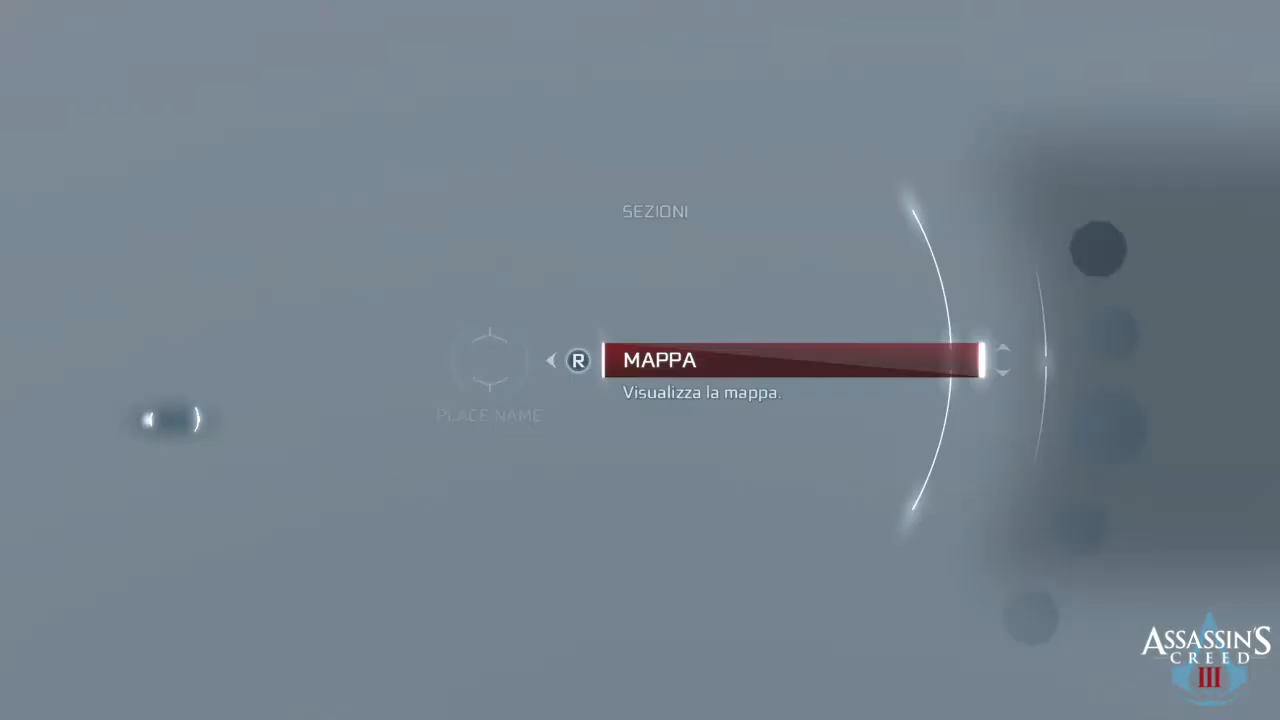 SEZIONI
R
MAPPA
Visualizza la mappa.
PLACE NAME
ASSASSIN'S
CREED
III